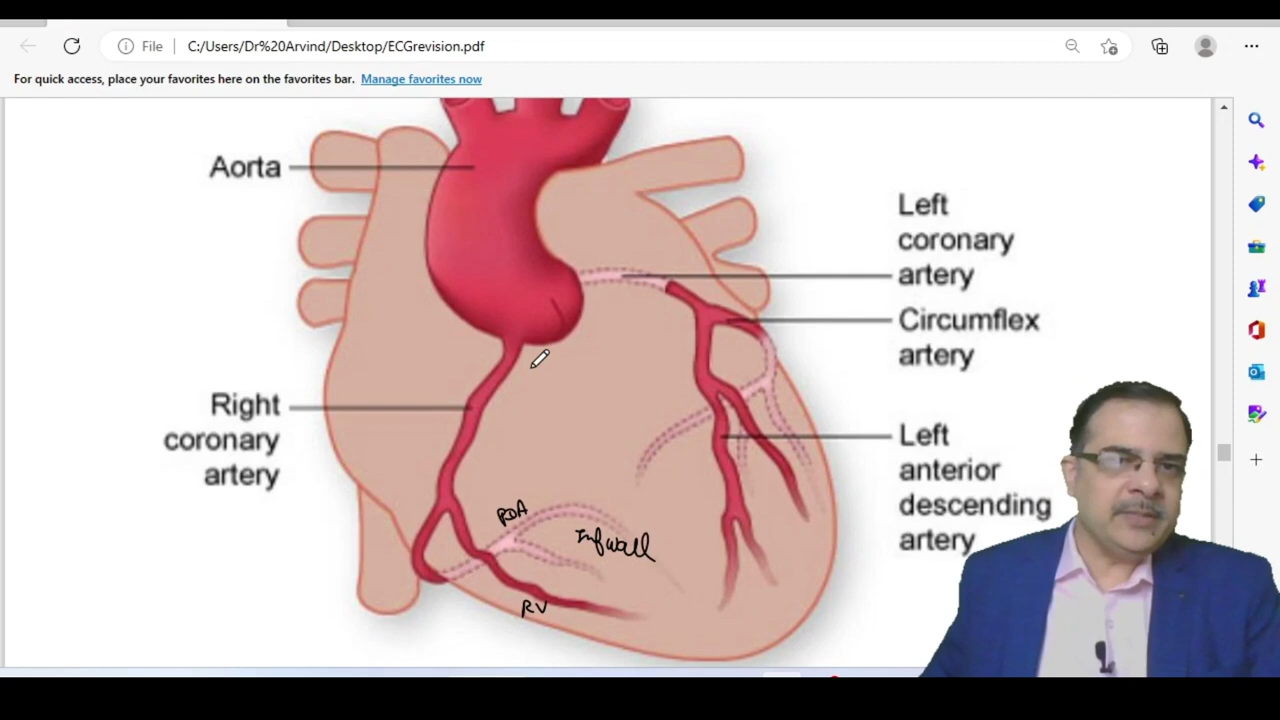 File
C:/Users/Dr%20Arvind/Desktop/ECGrevision.pdf
For quick access, place your favorites here on the favorites bar. Manage favorites now
Aorta
Left
coronary
artery
Circumflex
artery
Right
coronary
artery
Left
anterior
descending
artery
PDA
Inf wall
RV